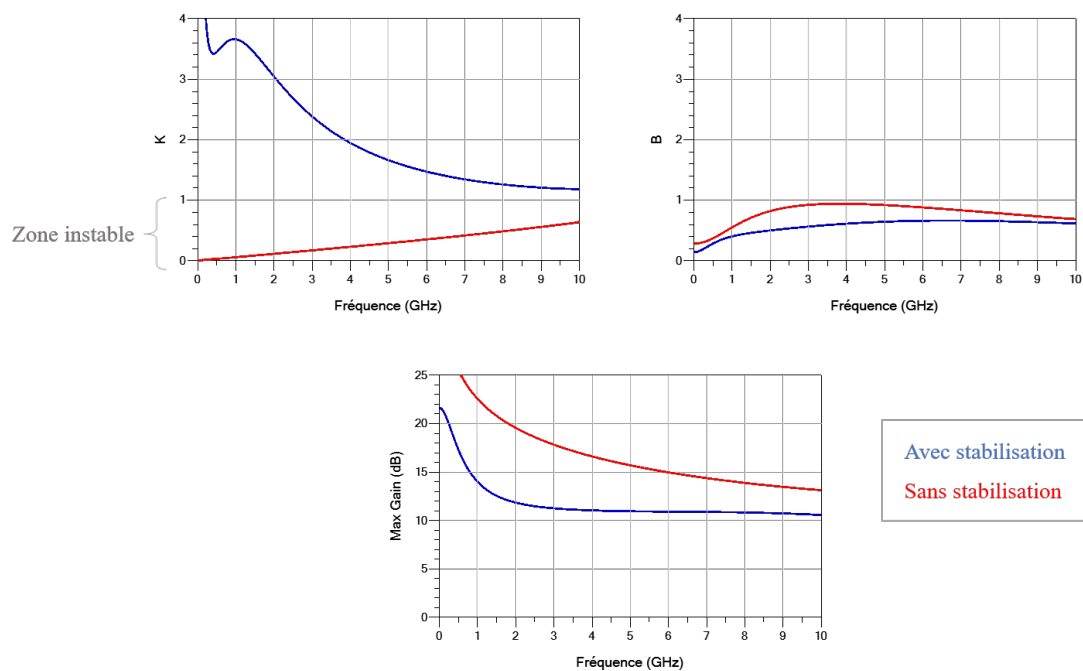 4
3
2
1
0
K
0 1 2 3 4 5 6 7 8 9 10
Fréquence (GHz)
Zone instable
4
3
2
1
0
B
0 1 2 3 4 5 6 7 8 9 10
Fréquence (GHz)
25
20
15
10
5
0
Max Gain (dB)
0 1 2 3 4 5 6 7 8 9 10
Fréquence (GHz)
Avec stabilisation
Sans stabilisation